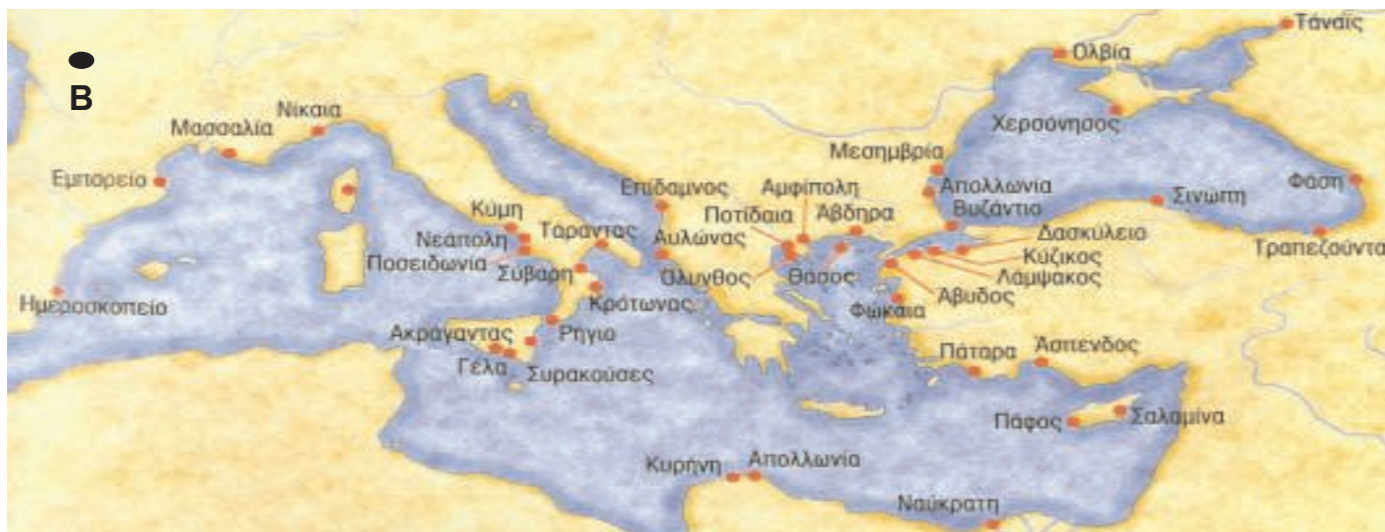 B
Τάναϊς
Ολβία
Νίκαια
Μασσαλία
Χερσόνησος
Μεσημβρία
Εμπορείο
Επίδαμνος
Αμφίπολη
Απολλωνία
Σινώπη
Φάση
Κύμη
Τάραντας
Ποτίδαια
Άβδηρα
Βυζάντιο
Νεάπολη
Αυλώνας
Δασκύλειο
Τραπεζούντα
Ποσειδωνία
Σύβαρη
Όλυνθος
Θάσος
Κύζικος
Λάμψακος
Ημεροσκοπείο
Κρότωνας
Άβυδος
Φώκαια
Ακράγαντας
Ρήγιο
Γέλα
Συρακούσες
Πάταρα
Άσπενδος
Πάφος
Σαλαμίνα
Κυρήνη
Απολλωνία
Ναύκρατη